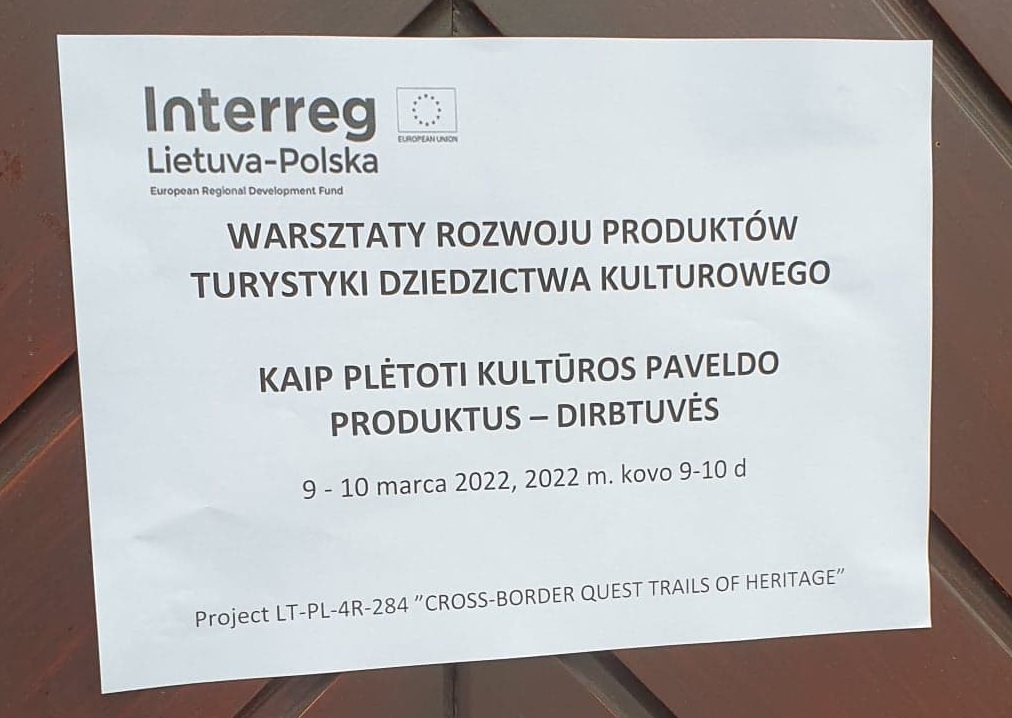 Interreg
EUROPEAN UNION
Lietuva-Polska
European Regional Development Fund
WARSZTATY ROZWOJU PRODUKTÓW
TURYSTYKI DZIEDZICTWA KULTUROWEGO
KAIP PLĖTOTI KULTŪROS PAVELDO
PRODUKTUS – DIRBTUVĖS
9 - 10 marca 2022, 2022 m. kovo 9-10 d
Project LT-PL-4R-284 ”CROSS-BORDER QUEST TRAILS OF HERITAGE”